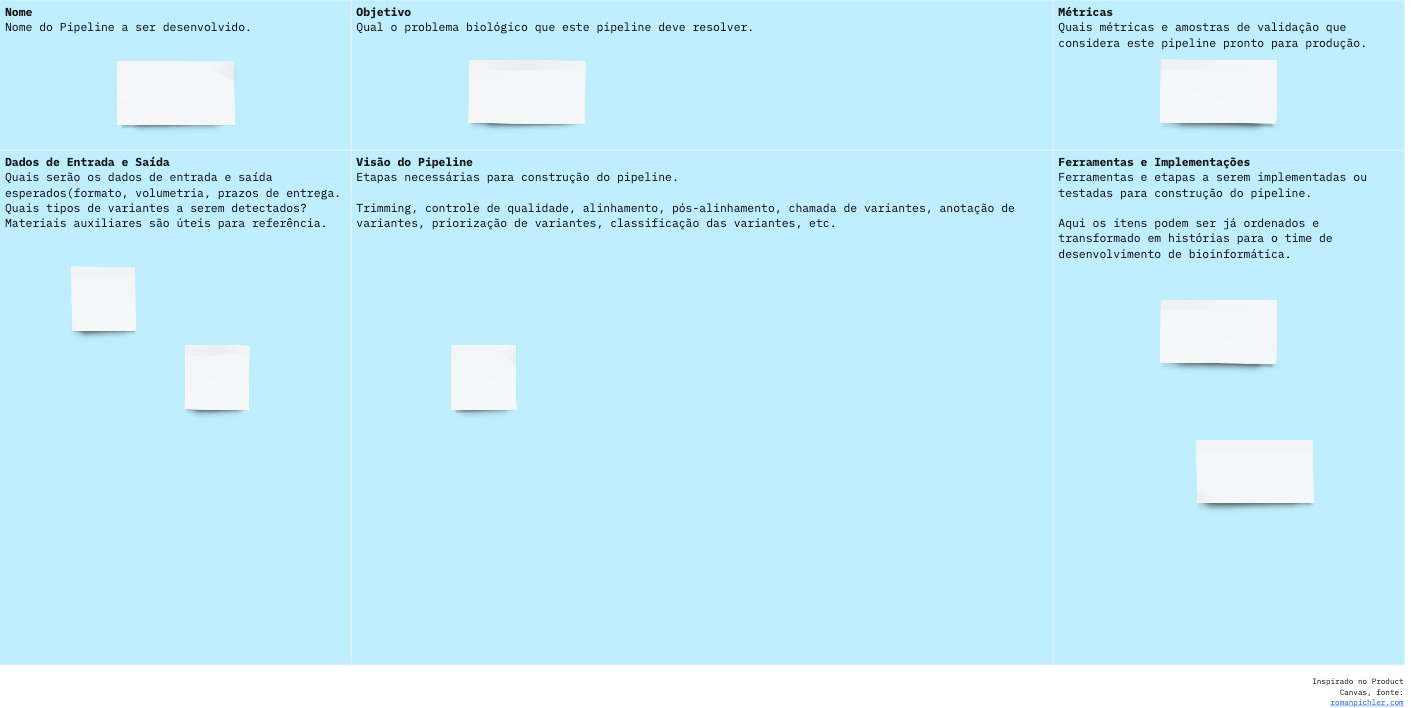 Nome
Nome do Pipeline a ser desenvolvido.
Objetivo
Qual o problema biológico que este pipeline deve resolver.
Métricas
Quais métricas e amostras de validação que
considera este pipeline pronto para produção.
Dados de Entrada e Saída
Quais serão os dados de entrada e saída
esperados(formato, volumetria, prazos de entrega.
Quais tipos de variantes a serem detectados?
Materiais auxiliares são úteis para referência.
Visão do Pipeline
Etapas necessárias para construção do pipeline.
Trimming, controle de qualidade, alinhamento, pós-alinhamento, chamada de variantes, anotação de
variantes, priorização de variantes, classificação das variantes, etc.
Ferramentas e Implementações
Ferramentas e etapas a serem implementadas ou
testadas para construção do pipeline.
Aqui os itens podem ser já ordenados e
transformado em histórias para o time de
desenvolvimento de bioinformática.
Inspirado no Product
Canvas, fonte:
romanpichler.com